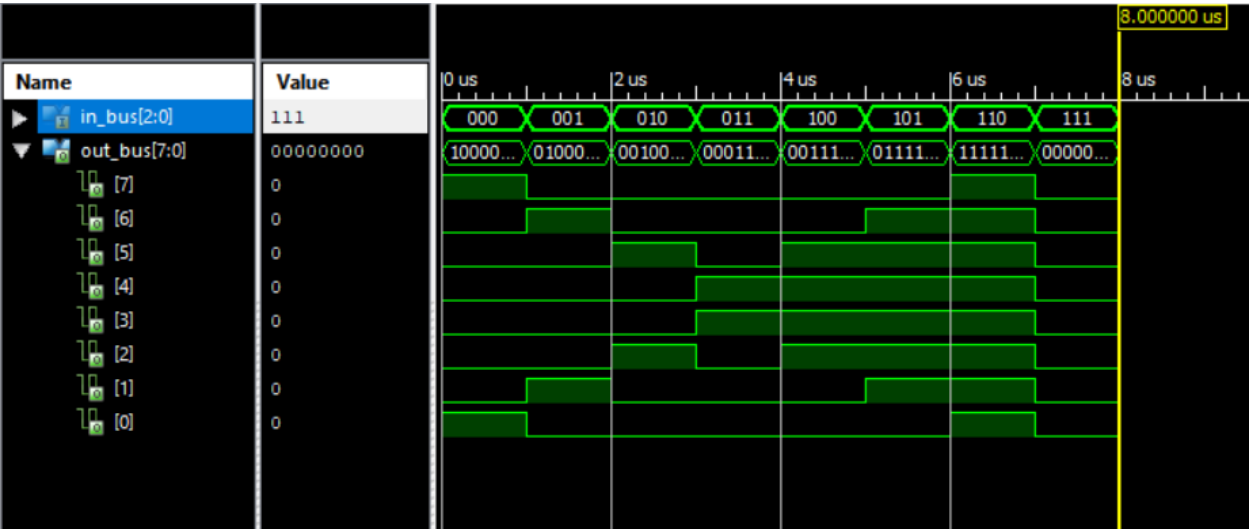 8.000000 us
Name Value 0 us 2 us 4 us 6 us 8 us
in_bus[2:0] 111 000 001 010 011 100 101 110 111
out_bus[7:0] 00000000 10000... 01000... 00100... 00011... 00111... 01111... 11111... 00000...
[7] 0
[6] 0
[5] 0
[4] 0
[3] 0
[2] 0
[1] 0
[0] 0